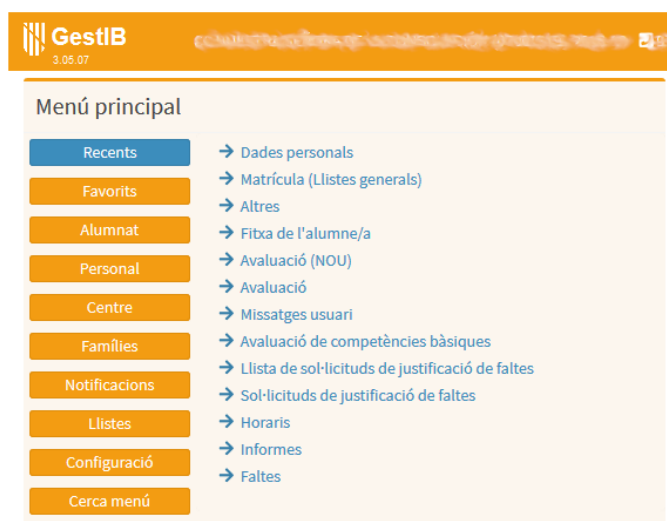 GestIB
3.05.07
Menú principal
Recents
Favorits
Alumnat
Personal
Centre
Famílies
Notificacions
Llistes
Configuració
Cerca menú
Dades personals
Matrícula (Llistes generals)
Altres
Fitxa de l'alumne/a
Avaluació (NOU)
Avaluació
Missatges usuari
Avaluació de competències bàsiques
Llista de sol·licituds de justificació de faltes
Sol·licituds de justificació de faltes
Horaris
Informes
Faltes